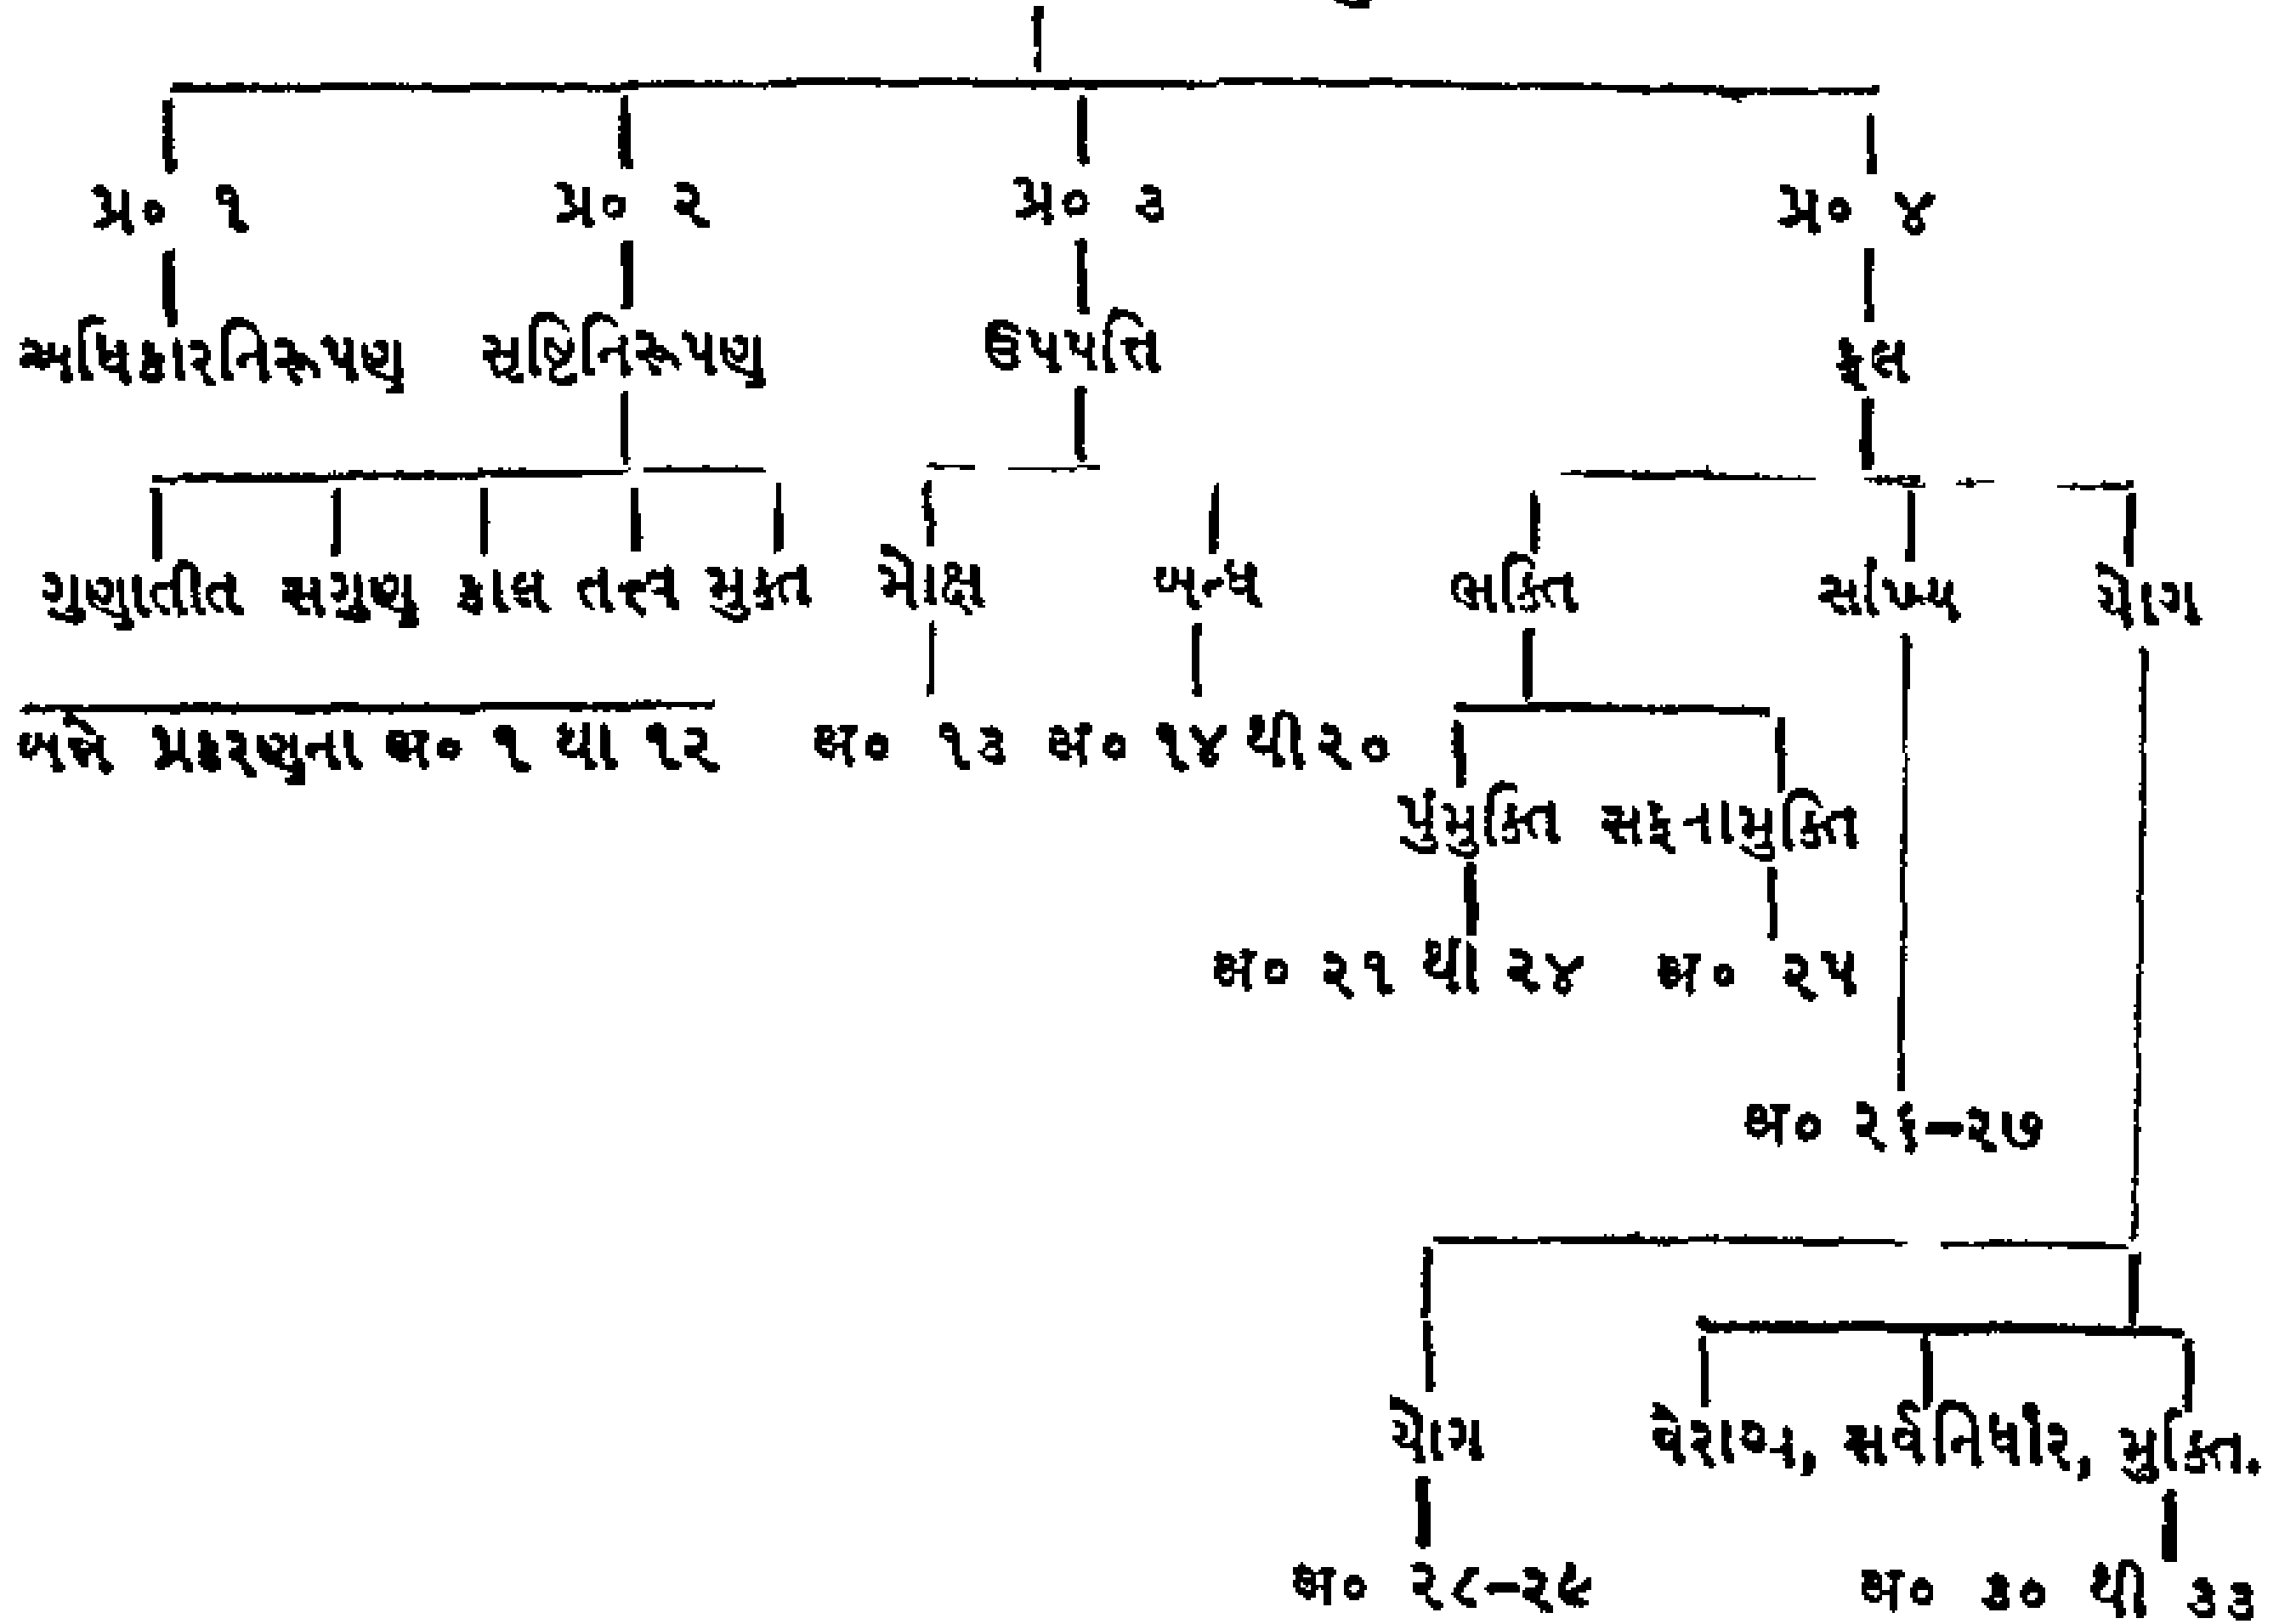 પ્ર૦ ૧ પ્ર૦ ૨ પ્ર૦ ૩ પ્ર૦ ૪
અધિકારનિરૂપણ સૃષ્ટિનિરૂપણ ઉપપત્તિ ફલ
ગુણાતીત સગુણ કાલ તત્ત્વ મુક્ત મોક્ષ બન્ધ ભક્તિ સાંખ્ય યોગ
બન્ને પ્રકરણના અ૦ ૧ થી ૧૨ અ૦ ૧૩ અ૦ ૧૪ થી ૨૦
પુંમુક્તિ મુક્તિ
અ૦ ૨૧ થી ૨૪ અ૦ ૨૫
અ૦ ૨૬-૨૭
યોગ વૈરાગ્ય, સર્વનિર્ધાર, મુક્તિ.
અ૦ ૨૮-૨૯ અ૦ ૩૦ થી ૩૩